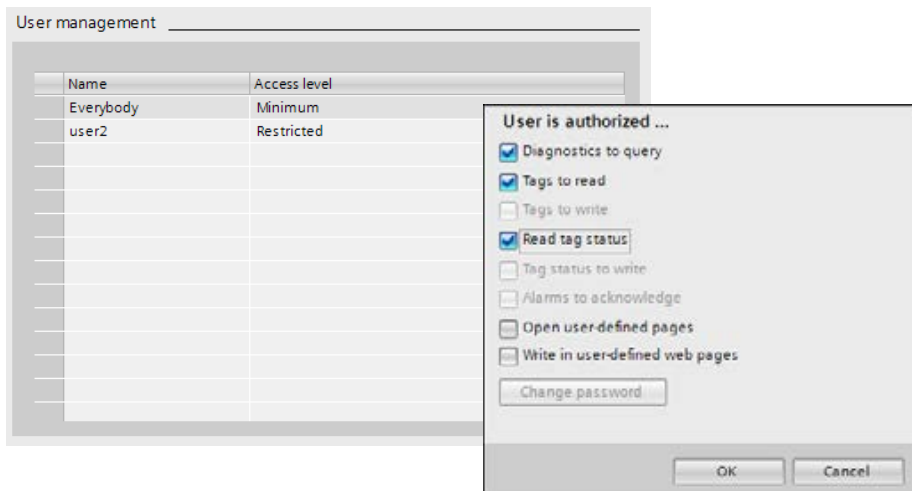 User management
Name Access level
Everybody Minimum
user2 Restricted
User is authorized ...
Diagnostics to query
Tags to read
Tags to write
Read tag status
Tag status to write
Alarms to acknowledge
Open user-defined pages
Write in user-defined web pages
Change password
OK Cancel